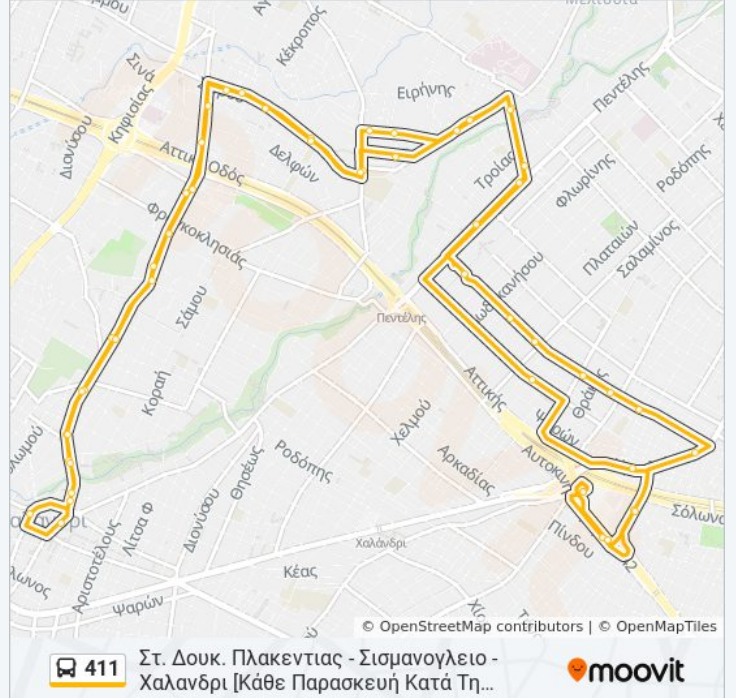 Μελίσσια
Κέκροπος
Σινά
Κηφισίας
Διονύσου
Ειρήνης
Πεντέλης
Αττική Οδός
Δελφών
Τροίας
Φλωρίνης
Ροδόπης
Φραγκοκλησιάς
Πλαταιών
Σαλαμίνος
Σάμου
Πεντέλης
Αττικής
Θράκης
Κοραή
Χελμού
Ψαρών
Θησέως
Ροδόπης
Αρκαδίας
Διονύσου
Λίτσα Φ
Αριστοτέλους
Πίνδου
Χαλάνδρι
Κέας
Ψαρών
© OpenStreetMap contributors | © OpenMapTiles
411
Στ. Δουκ. Πλακεντιας - Σισμανογλειο -
Χαλανδρι [Κάθε Παρασκευή Κατά Τη...
moovit